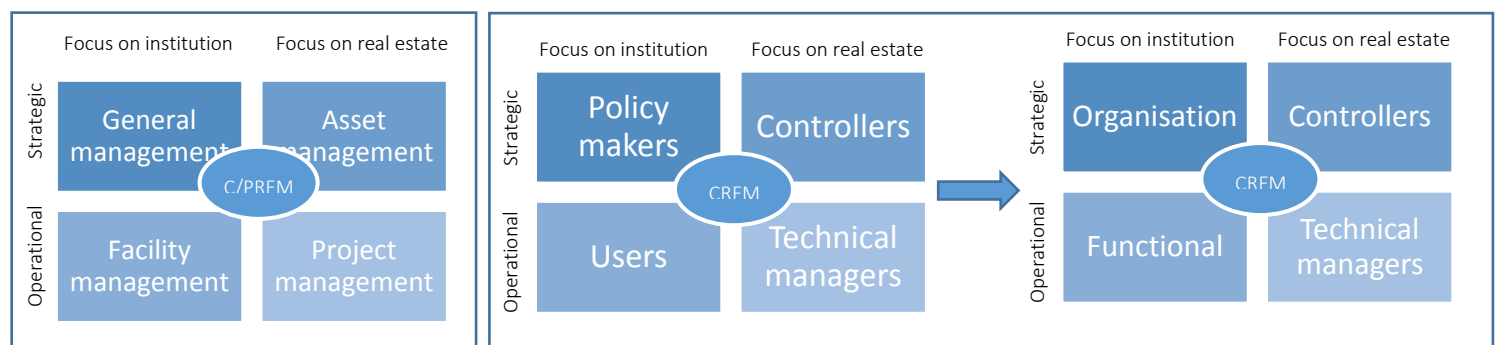 Focus on institution
Focus on real estate
Strategic
General
management
Asset
management
C/PREM
Operational
Facility
management
Project
management
Focus on institution
Focus on real estate
Strategic
Policy
makers
Controllers
CREM
Operational
Users
Technical
managers
Focus on institution
Focus on real estate
Strategic
Organisation
Controllers
CREM
Operational
Functional
Technical
managers